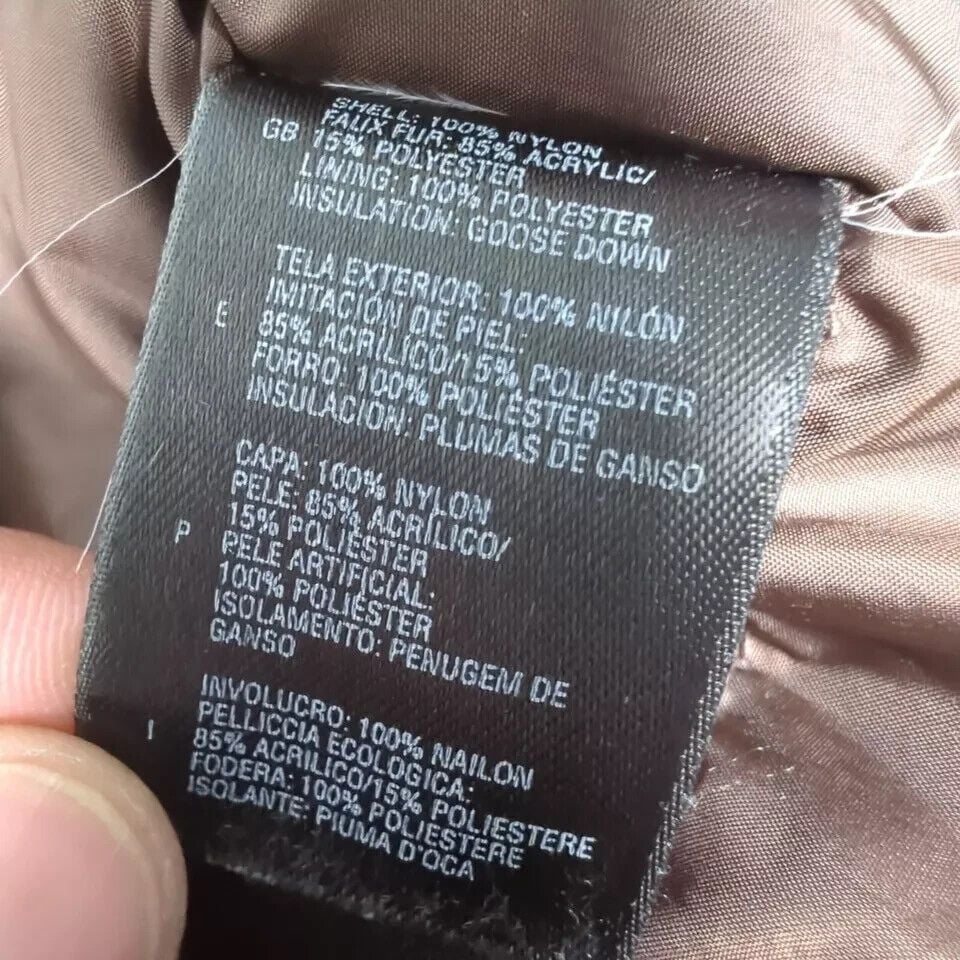 SHELL: 100% NYLON
FAUX FUR: 85% ACRYLIC/
GB 15% POLYESTER
LINING: 100% POLYESTER
INSULATION: GOOSE DOWN
TELA EXTERIOR: 100% NILÓN
IMITACIÓN DE PIEL:
E 85% ACRÍLICO/15% POLIÉSTER
FORRO: 100% POLIÉSTER
INSULACIÓN: PLUMAS DE GANSO
CAPA: 100% NYLON
PELE: 85% ACRÍLICO/
P 15% POLIÉSTER
PELE ARTIFICIAL:
100% POLIÉSTER
ISOLAMENTO: PENUGEM DE
GANSO
INVOLUCRO: 100% NAILON
PELLICCIA ECOLOGICA:
I 85% ACRILICO/15% POLIESTERE
FODERA: 100% POLIESTERE
ISOLANTE: PIUMA D'OCA